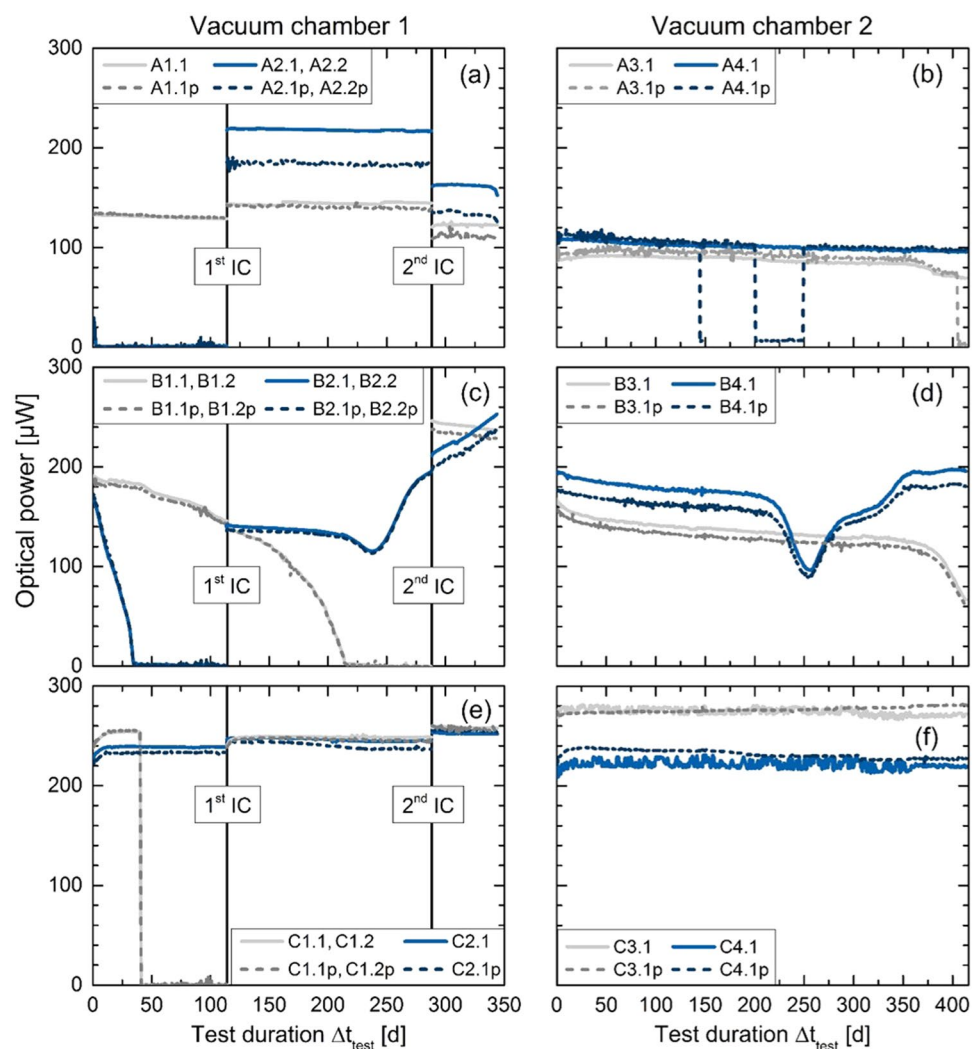 Vacuum chamber 1
Vacuum chamber 2
Optical power [µW]
300
200
100
0
A1.1
A2.1, A2.2
A1.1p
A2.1p, A2.2p
(a)
1st IC
2nd IC
A3.1
A4.1
A3.1p
A4.1p
(b)
300
200
100
0
B1.1, B1.2
B2.1, B2.2
B1.1p, B1.2p
B2.1p, B2.2p
(c)
1st IC
2nd IC
B3.1
B4.1
B3.1p
B4.1p
(d)
300
200
100
0
(e)
1st IC
2nd IC
C1.1, C1.2
C2.1
C1.1p, C1.2p
C2.1p
0 50 100 150 200 250 300 350
Test duration Δttest [d]
(f)
C3.1
C4.1
C3.1p
C4.1p
0 50 100 150 200 250 300 350 400
Test duration Δttest [d]